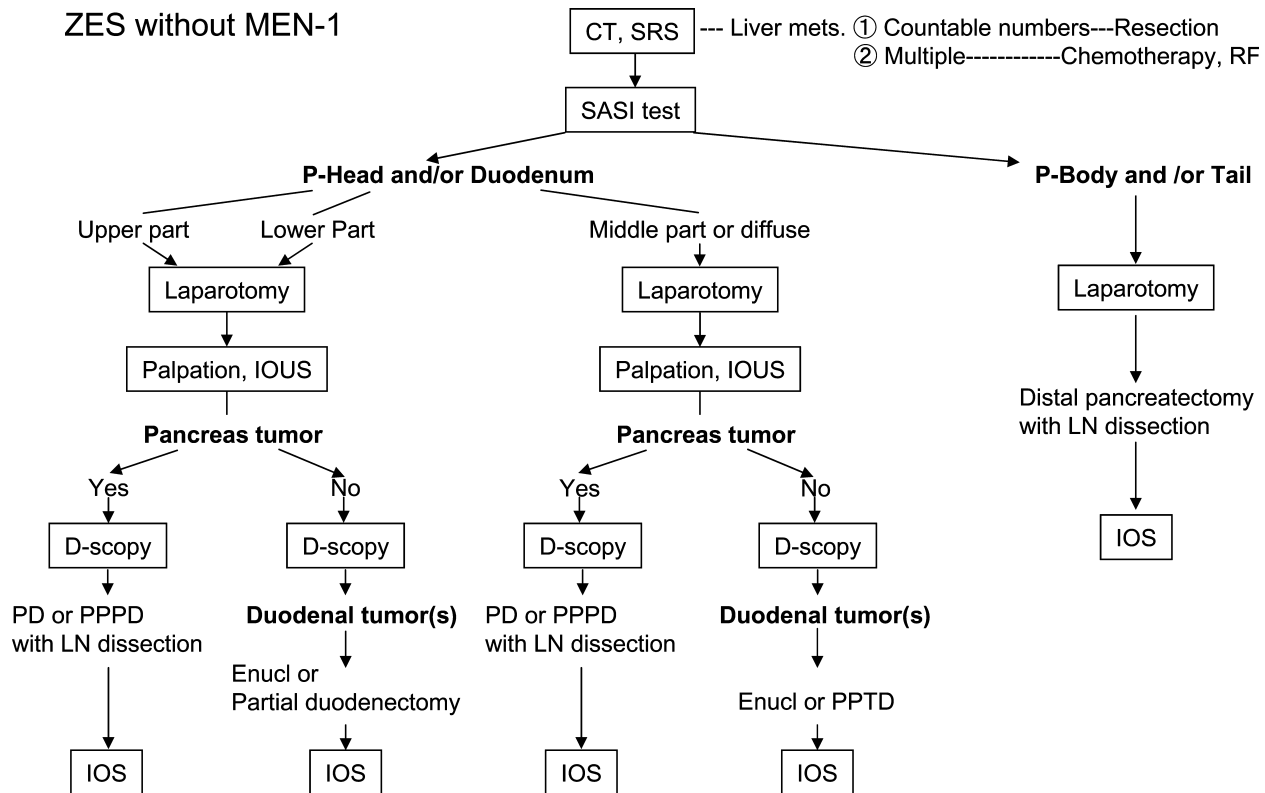 ZES without MEN-1
CT, SRS --- Liver mets. ① Countable numbers---Resection
② Multiple------------Chemotherapy, RF
SASI test
P-Head and/or Duodenum
P-Body and /or Tail
Upper part
Lower Part
Middle part or diffuse
Laparotomy
Laparotomy
Laparotomy
Palpation, IOUS
Palpation, IOUS
Distal pancreatectomy
with LN dissection
Pancreas tumor
Pancreas tumor
Yes
No
Yes
No
D-scopy
D-scopy
D-scopy
D-scopy
IOS
PD or PPPD
with LN dissection
Duodenal tumor(s)
PD or PPPD
with LN dissection
Duodenal tumor(s)
Enucl or
Partial duodenectomy
Enucl or PPTD
IOS
IOS
IOS
IOS